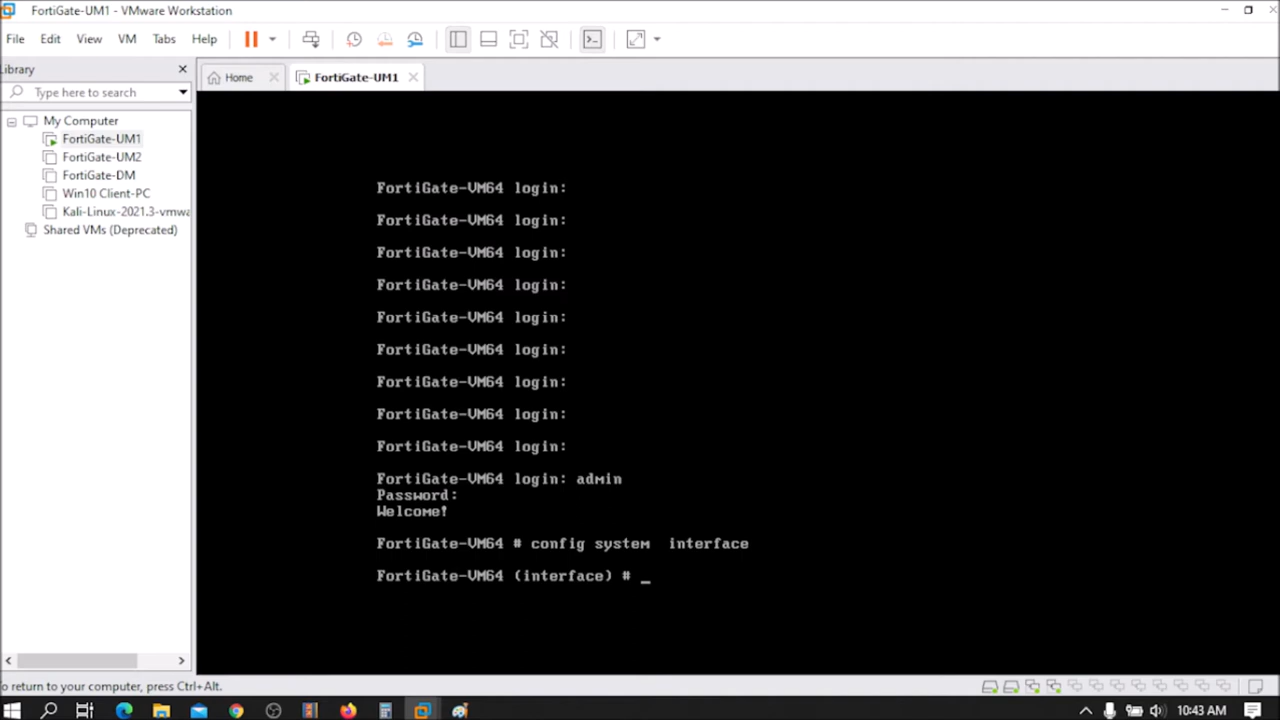 FortiGate-UM1 - VMware Workstation
File Edit View VM Tabs Help
Library
Type here to search
Home
FortiGate-UM1
My Computer
FortiGate-UM1
FortiGate-UM2
FortiGate-DM
Win10 Client-PC
Kali-Linux-2021.3-vmwa
Shared VMs (Deprecated)
FortiGate-VM64 login:
FortiGate-VM64 login:
FortiGate-VM64 login:
FortiGate-VM64 login:
FortiGate-VM64 login:
FortiGate-VM64 login:
FortiGate-VM64 login:
FortiGate-VM64 login:
FortiGate-VM64 login:
FortiGate-VM64 login: admin
Password:
Welcome!
FortiGate-VM64 # config system  interface
FortiGate-VM64 (interface) # _
o return to your computer, press Ctrl+Alt.
10:43 AM